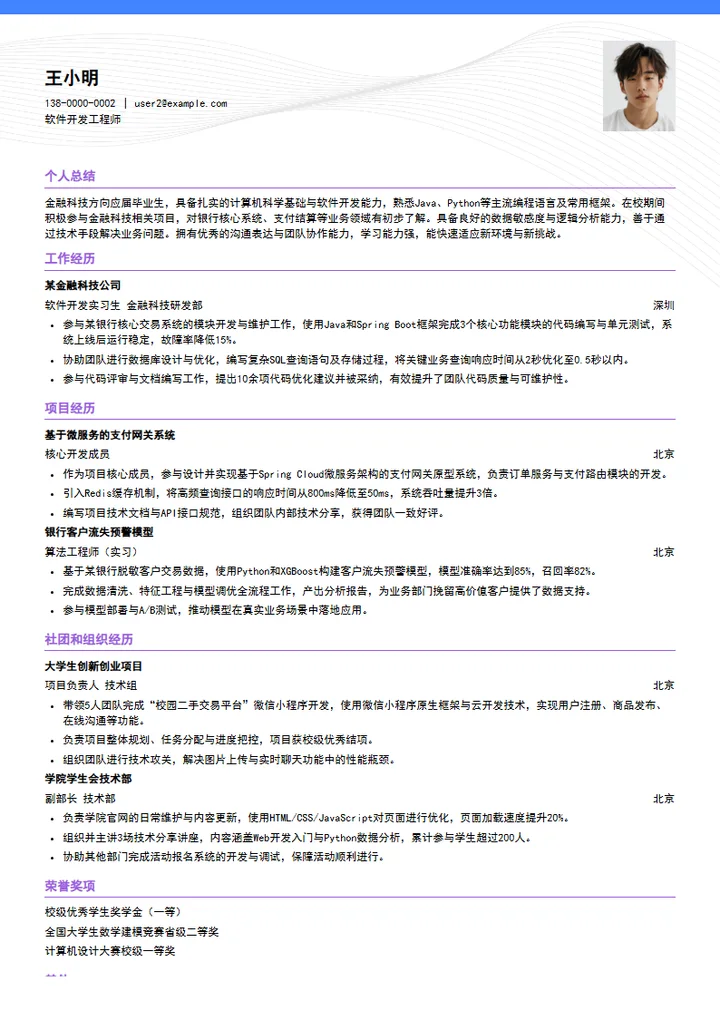 王小明
138-0000-0002 | user2@example.com
软件开发工程师
个人总结
金融科技方向应届毕业生，具备扎实的计算机科学基础与软件开发能力，熟悉Java、Python等主流编程语言及常用框架。在校期间
积极参与金融科技相关项目，对银行核心系统、支付结算等业务领域有初步了解。具备良好的数据敏感度与逻辑分析能力，善于通
过技术手段解决业务问题。拥有优秀的沟通表达与团队协作能力，学习能力强，能快速适应新环境与新挑战。
工作经历
某金融科技公司
软件开发实习生 金融科技研发部 深圳
• 参与某银行核心交易系统的模块开发与维护工作，使用Java和Spring Boot框架完成3个核心功能模块的代码编写与单元测试，系
统上线后运行稳定，故障率降低15%。
• 协助团队进行数据库设计与优化，编写复杂SQL查询语句及存储过程，将关键业务查询响应时间从2秒优化至0.5秒以内。
• 参与代码评审与文档编写工作，提出10余项代码优化建议并被采纳，有效提升了团队代码质量与可维护性。
项目经历
基于微服务的支付网关系统
核心开发成员 北京
• 作为项目核心成员，参与设计并实现基于Spring Cloud微服务架构的支付网关原型系统，负责订单服务与支付路由模块的开发。
• 引入Redis缓存机制，将高频查询接口的响应时间从800ms降低至50ms，系统吞吐量提升3倍。
• 编写项目技术文档与API接口规范，组织团队内部技术分享，获得团队一致好评。
银行客户流失预警模型
算法工程师（实习） 北京
• 基于某银行脱敏客户交易数据，使用Python和XGBoost构建客户流失预警模型，模型准确率达到85%，召回率82%。
• 完成数据清洗、特征工程与模型调优全流程工作，产出分析报告，为业务部门挽留高价值客户提供了数据支持。
• 参与模型部署与A/B测试，推动模型在真实业务场景中落地应用。
社团和组织经历
大学生创新创业项目
项目负责人 技术组 北京
• 带领5人团队完成“校园二手交易平台”微信小程序开发，使用微信小程序原生框架与云开发技术，实现用户注册、商品发布、
在线沟通等功能。
• 负责项目整体规划、任务分配与进度把控，项目获校级优秀结项。
• 组织团队进行技术攻关，解决图片上传与实时聊天功能中的性能瓶颈。
学院学生会技术部
副部长 技术部 北京
• 负责学院官网的日常维护与内容更新，使用HTML/CSS/JavaScript对页面进行优化，页面加载速度提升20%。
• 组织并主讲3场技术分享讲座，内容涵盖Web开发入门与Python数据分析，累计参与学生超过200人。
• 协助其他部门完成活动报名系统的开发与调试，保障活动顺利进行。
荣誉奖项
校级优秀学生奖学金（一等）
全国大学生数学建模竞赛省级二等奖
计算机设计大赛校级一等奖